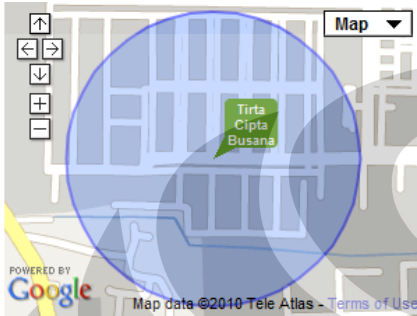 Map
Tirta
Cipta
Busana
POWERED BY
Google
Map data ©2010 Tele Atlas - Terms of Use